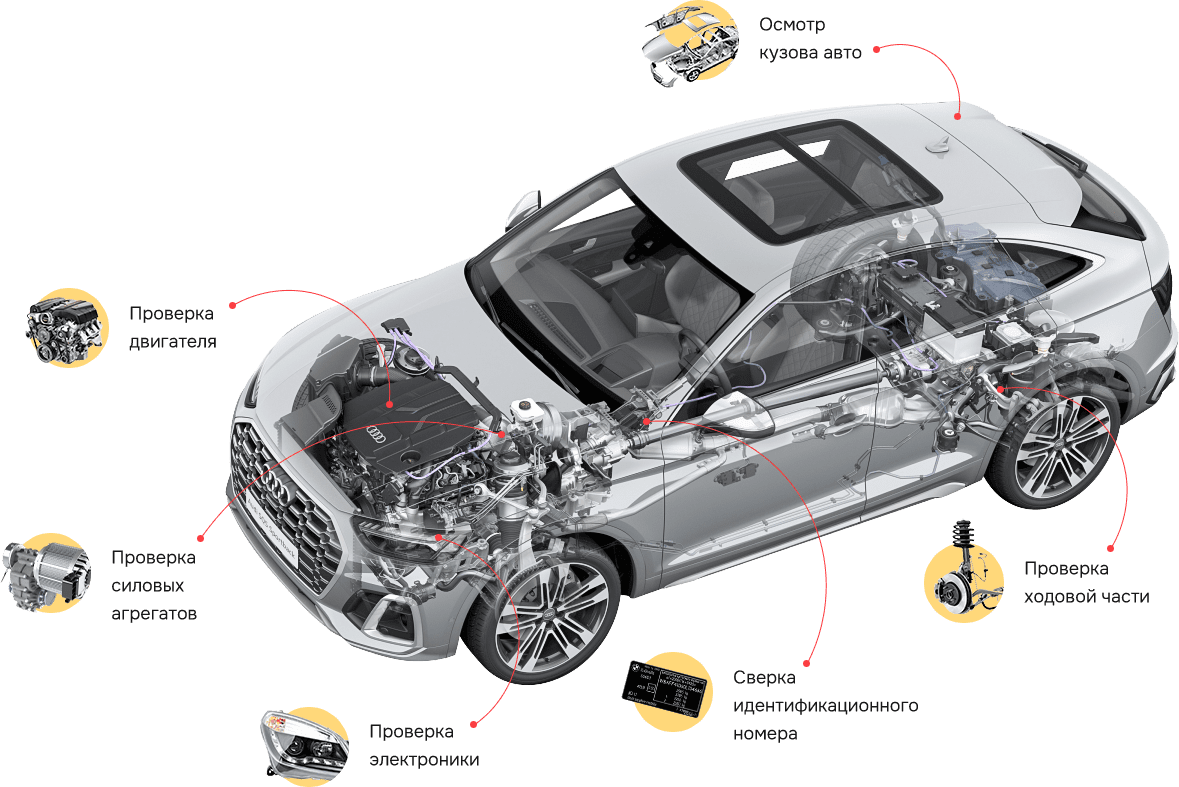 Осмотр
кузова авто
Проверка
двигателя
Проверка
силовых
агрегатов
Проверка
ходовой части
Сверка
идентификационного
номера
Проверка
электроники